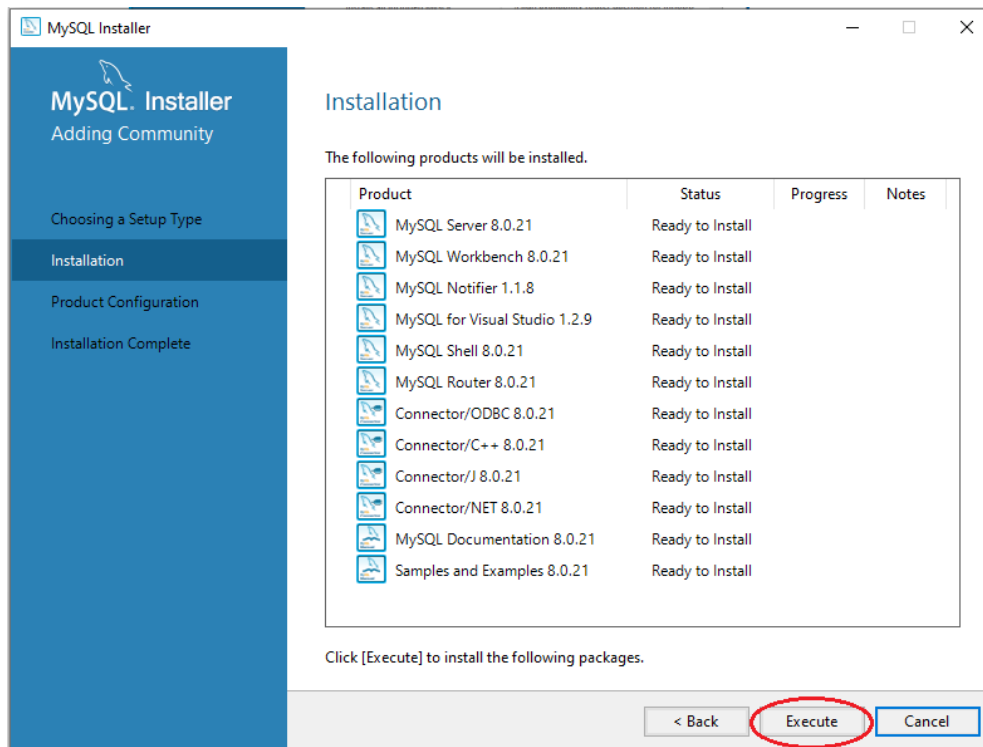 MySQL Installer
MySQL. Installer
Adding Community
Choosing a Setup Type
Installation
Product Configuration
Installation Complete
Installation
The following products will be installed.
Product Status Progress Notes
MySQL Server 8.0.21 Ready to Install
MySQL Workbench 8.0.21 Ready to Install
MySQL Notifier 1.1.8 Ready to Install
MySQL for Visual Studio 1.2.9 Ready to Install
MySQL Shell 8.0.21 Ready to Install
MySQL Router 8.0.21 Ready to Install
Connector/ODBC 8.0.21 Ready to Install
Connector/C++ 8.0.21 Ready to Install
Connector/J 8.0.21 Ready to Install
Connector/NET 8.0.21 Ready to Install
MySQL Documentation 8.0.21 Ready to Install
Samples and Examples 8.0.21 Ready to Install
Click [Execute] to install the following packages.
< Back Execute Cancel